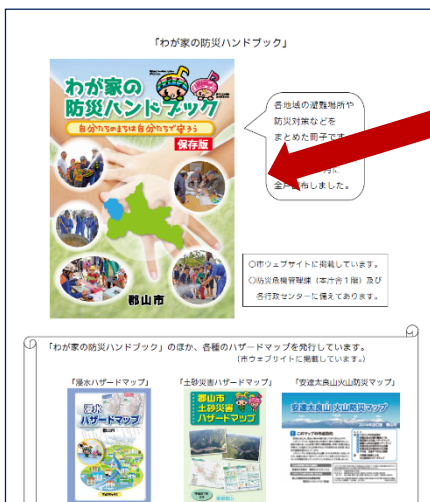 「わが家の防災ハンドブック」
わが家の
防災ハンドブック
自分たちのまちは自分たちで守ろう
保存版
郡山市
各地域の避難場所や
防災対策などを
まとめた冊子です
月に
全戸配布しました。
○市ウェブサイトに掲載しています。
○防災危機管理課（本庁舎１階）及び
各行政センターに備えてあります。
「わが家の防災ハンドブック」のほか、各種のハザードマップを発行しています。
（市ウェブサイトに掲載しています。）
「浸水ハザードマップ」
「土砂災害ハザードマップ」
「安達太良山火山防災マップ」
浸水
ハザードマップ
郡山市
郡山市
土砂災害
ハザードマップ
安達太良山 火山防災マップ